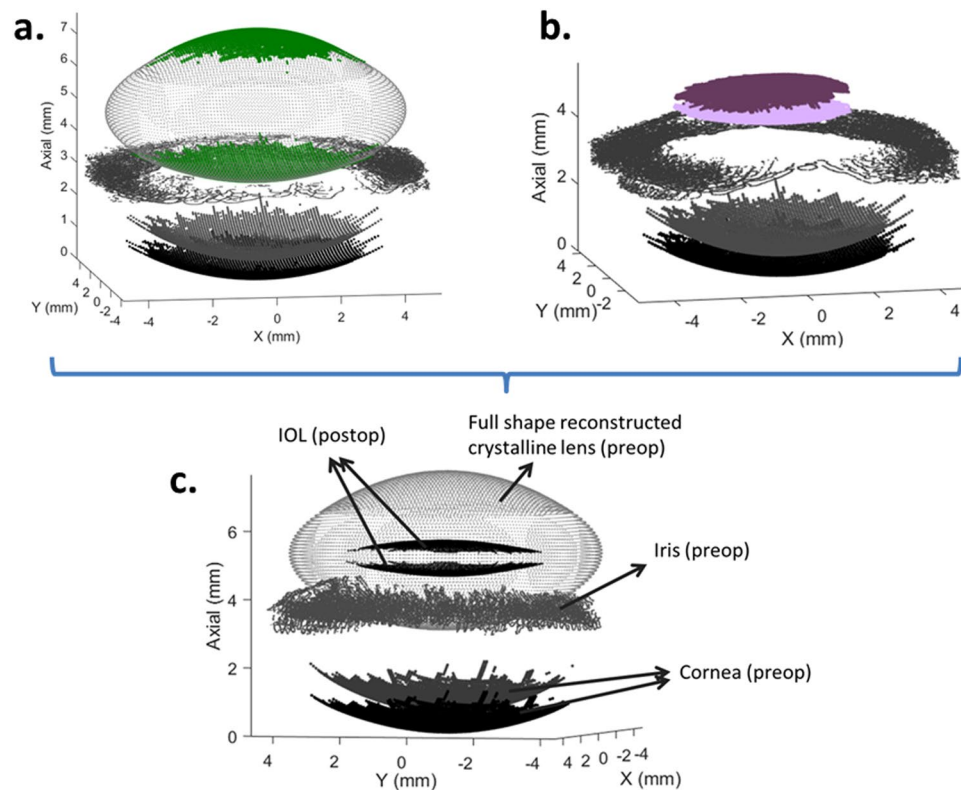 a.
7
6
5
4
3
2
1
0
Axial (mm)
4
2
0
-2
-4
Y (mm)
-4
-2
0
2
4
X (mm)
b.
4
2
0
Axial (mm)
4
2
0
-2
Y (mm)
-4
-2
0
2
4
X (mm)
IOL (postop)
Full shape reconstructed
crystalline lens (preop)
c.
6
4
2
0
Axial (mm)
Iris (preop)
Cornea (preop)
4
2
0
-2
-4
Y (mm)
4
2
0
-2
-4
X (mm)